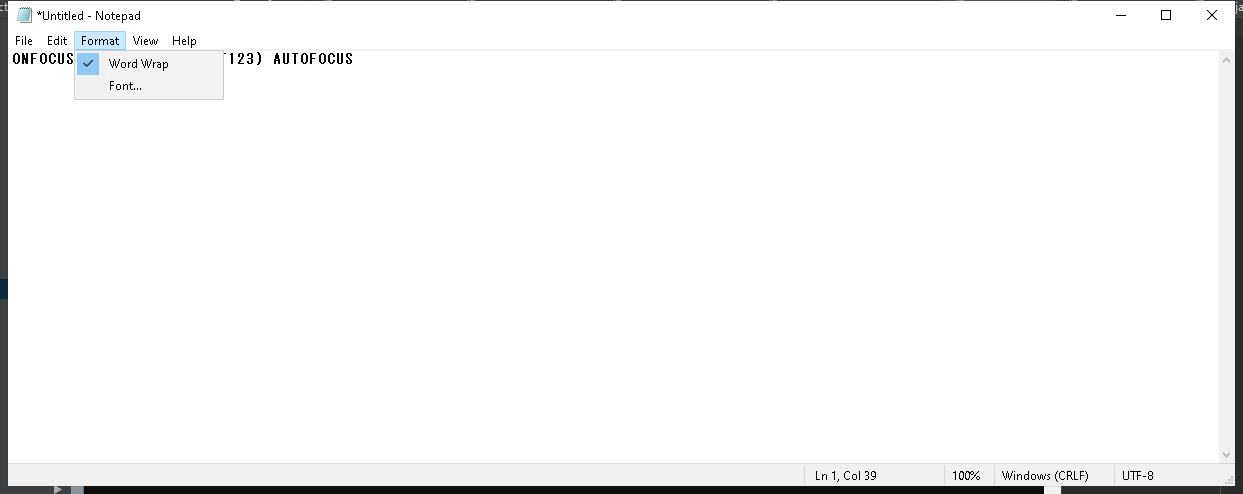 *Untitled - Notepad
File Edit Format View Help
ONFOCUS 123) AUTOFOCUS
Word Wrap
Font...
Ln 1, Col 39 100% Windows (CRLF) UTF-8